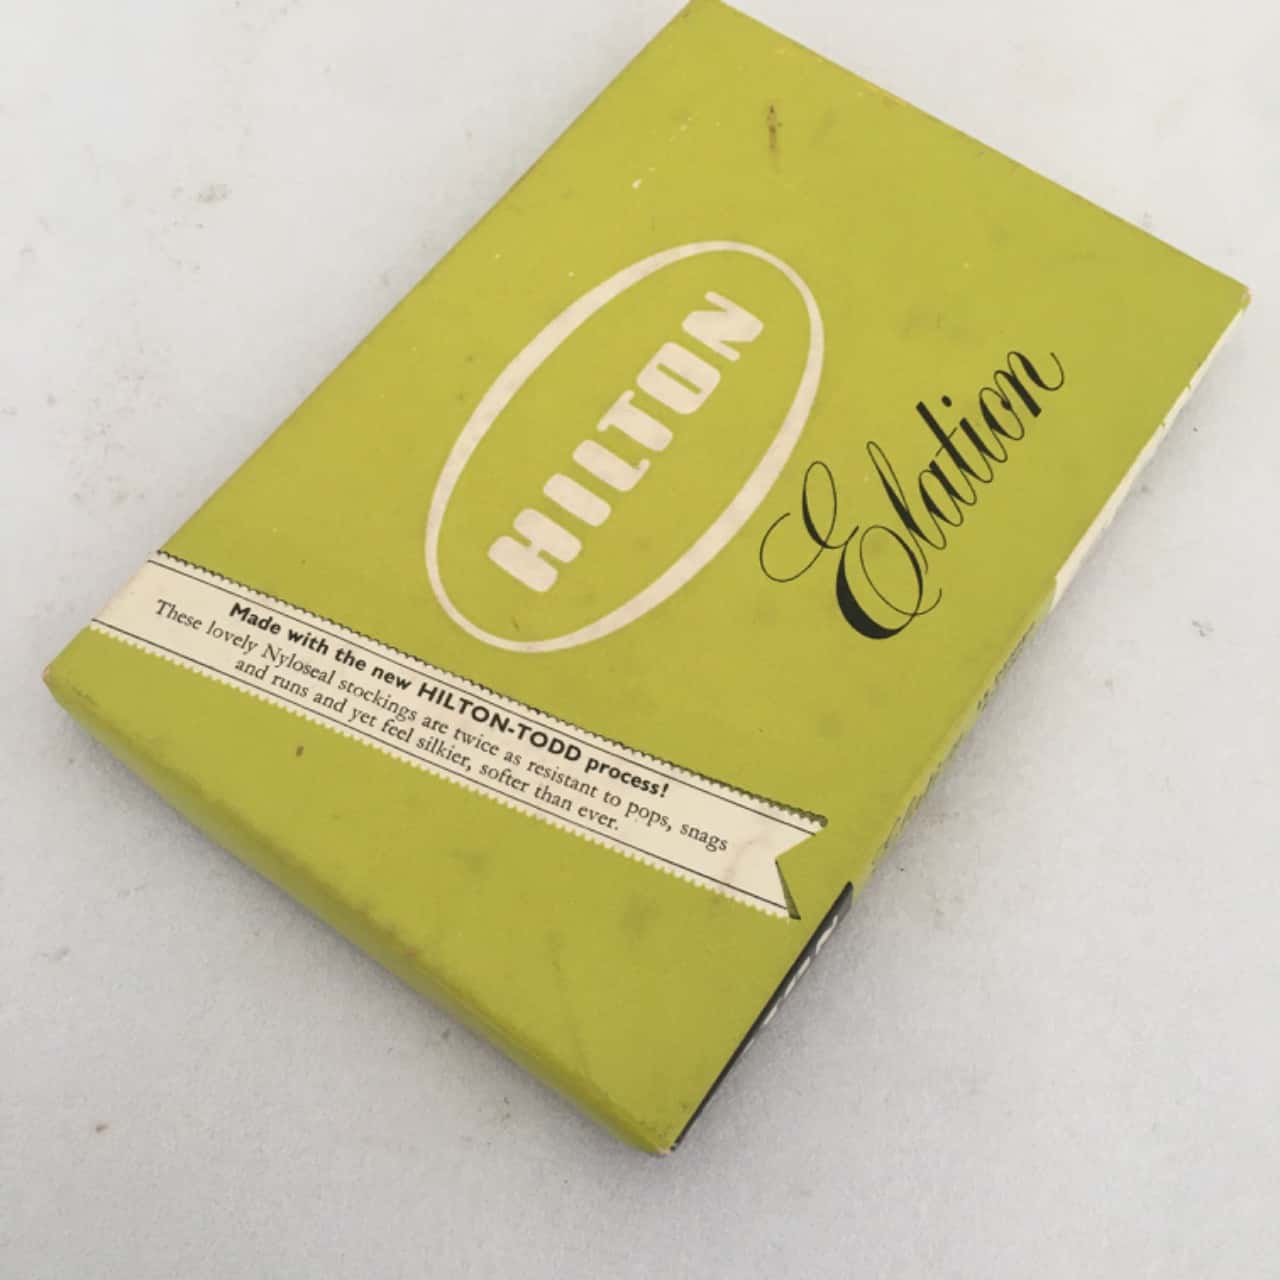 HILTON
Elation
Made with the new HILTON-TODD process!
These lovely Nyloseal stockings are twice as resistant to pops, snags
and runs and yet feel silkier, softer than ever.